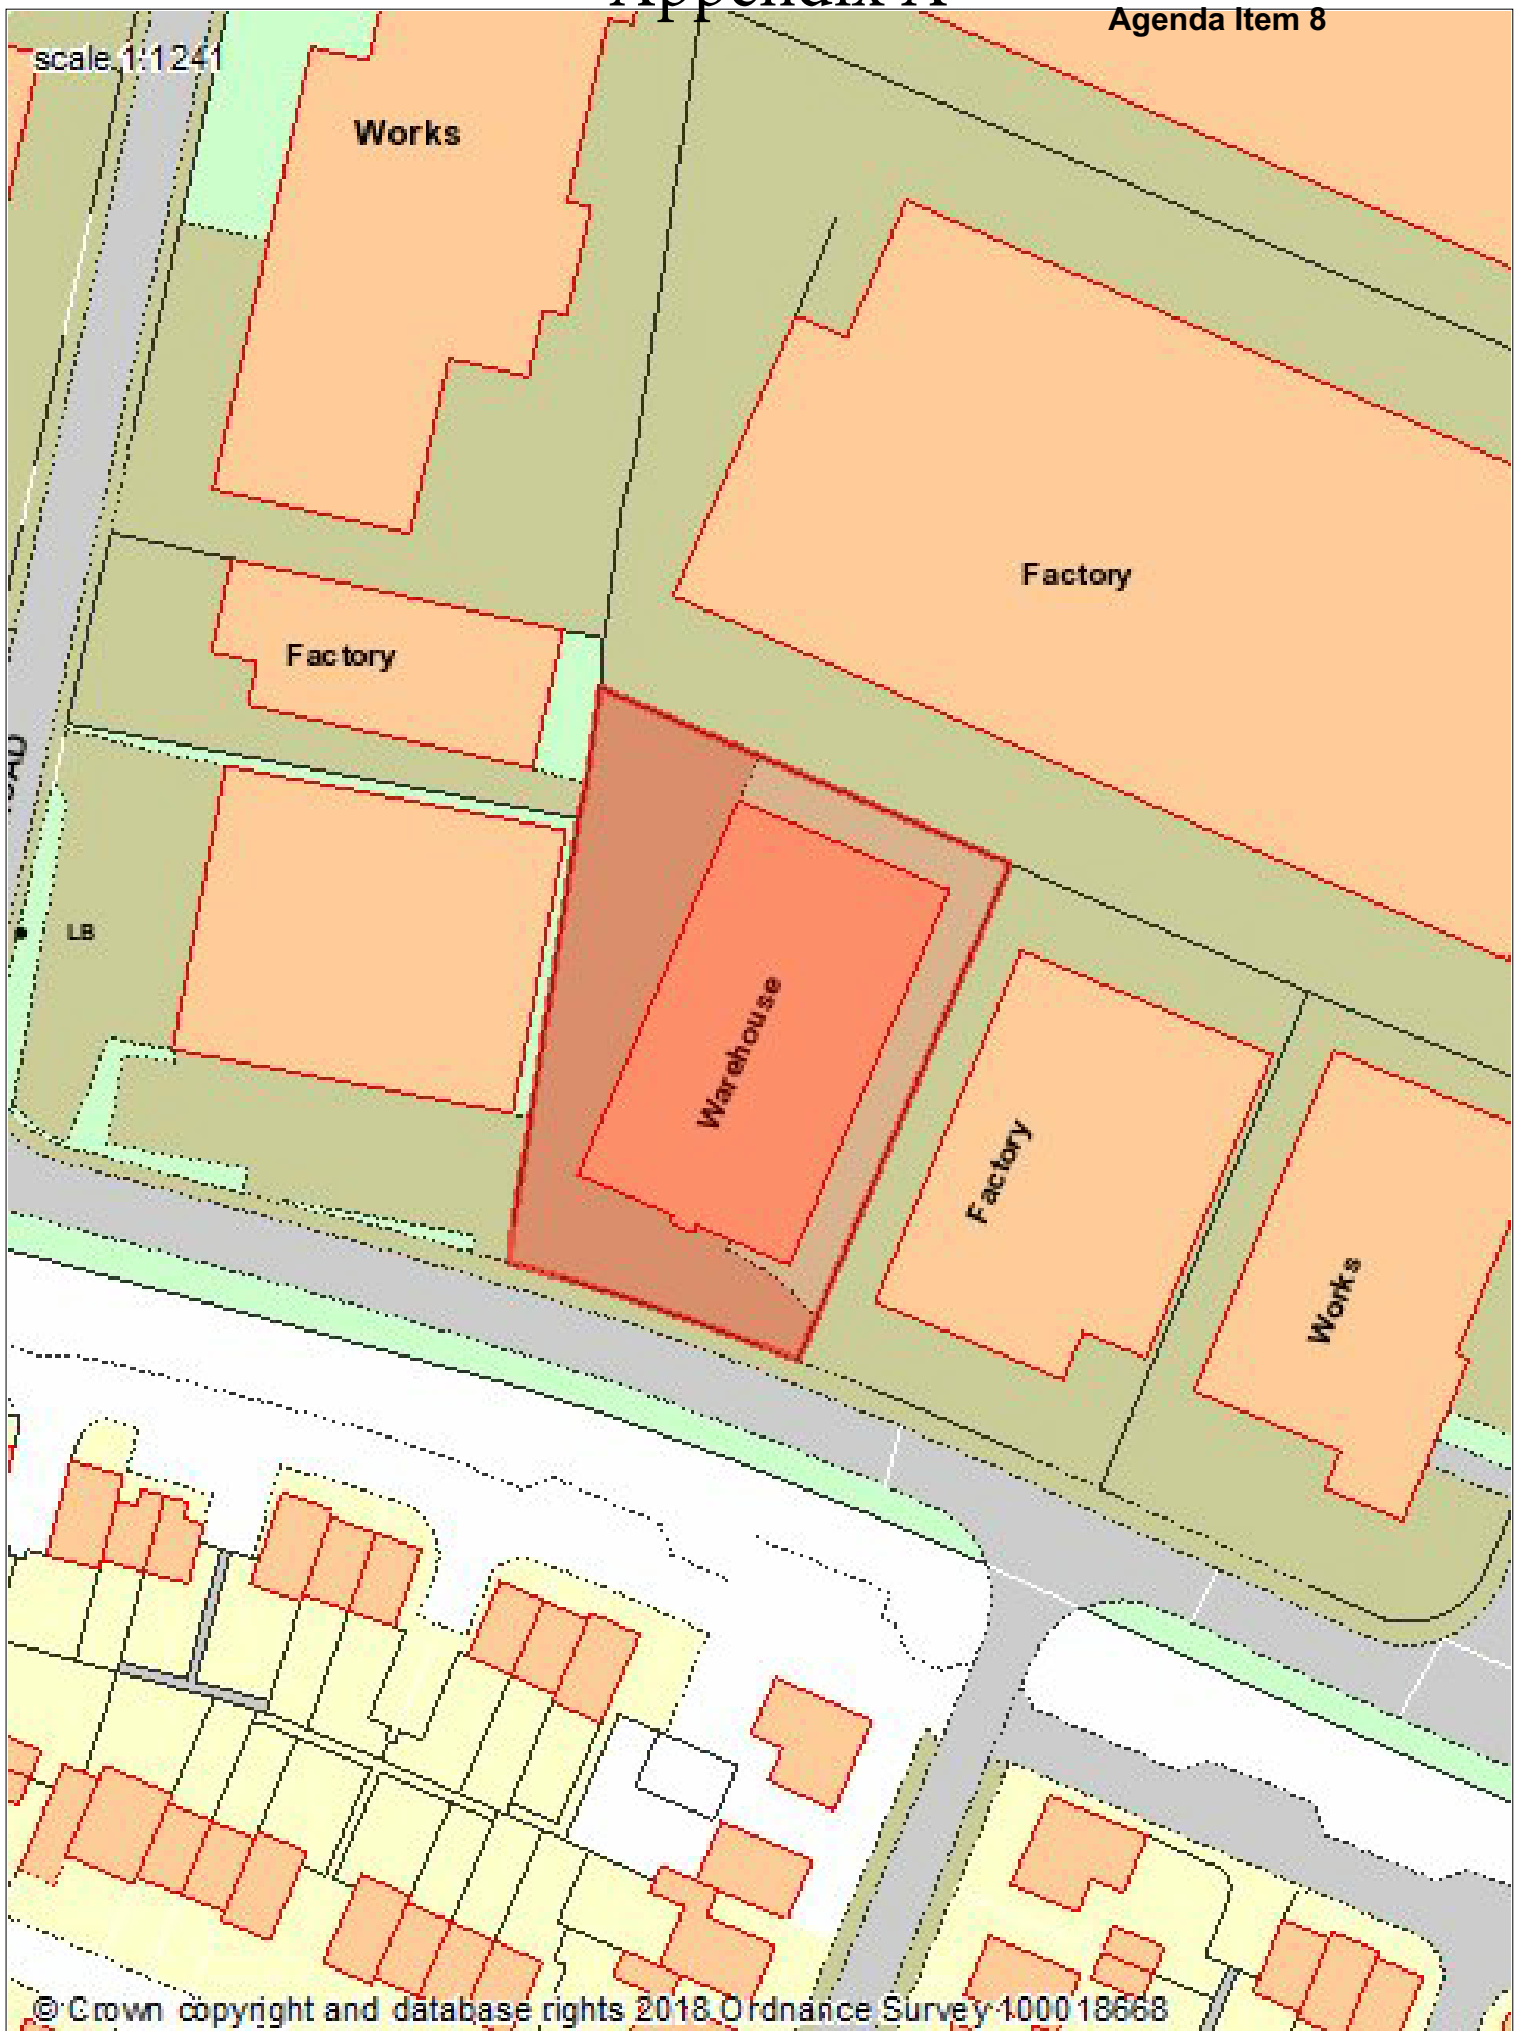 Appendix A
Agenda Item 8
scale 1:1241
Works
Factory
Factory
LB
Warehouse
Factory
Works
© Crown copyright and database rights 2018 Ordnance Survey 100018668